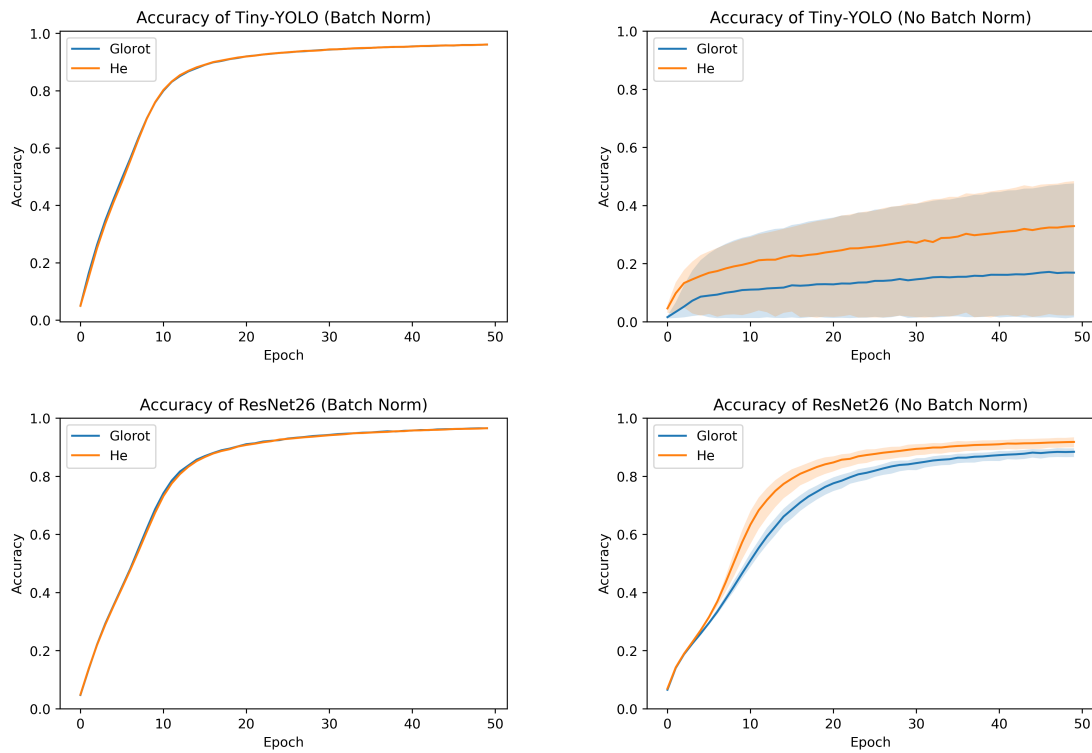 Accuracy of Tiny-YOLO (Batch Norm)
1.0
0.8
0.6
0.4
0.2
0.0
Accuracy
Glorot
He
0 10 20 30 40 50
Epoch
Accuracy of Tiny-YOLO (No Batch Norm)
1.0
0.8
0.6
0.4
0.2
0.0
Accuracy
Glorot
He
0 10 20 30 40 50
Epoch
Accuracy of ResNet26 (Batch Norm)
1.0
0.8
0.6
0.4
0.2
0.0
Accuracy
Glorot
He
0 10 20 30 40 50
Epoch
Accuracy of ResNet26 (No Batch Norm)
1.0
0.8
0.6
0.4
0.2
0.0
Accuracy
Glorot
He
0 10 20 30 40 50
Epoch